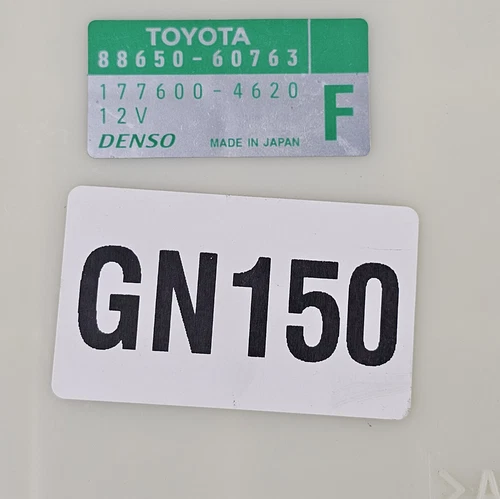 TOYOTA
88650-60763
177600-4620
12V
F
DENSO MADE IN JAPAN
GN150